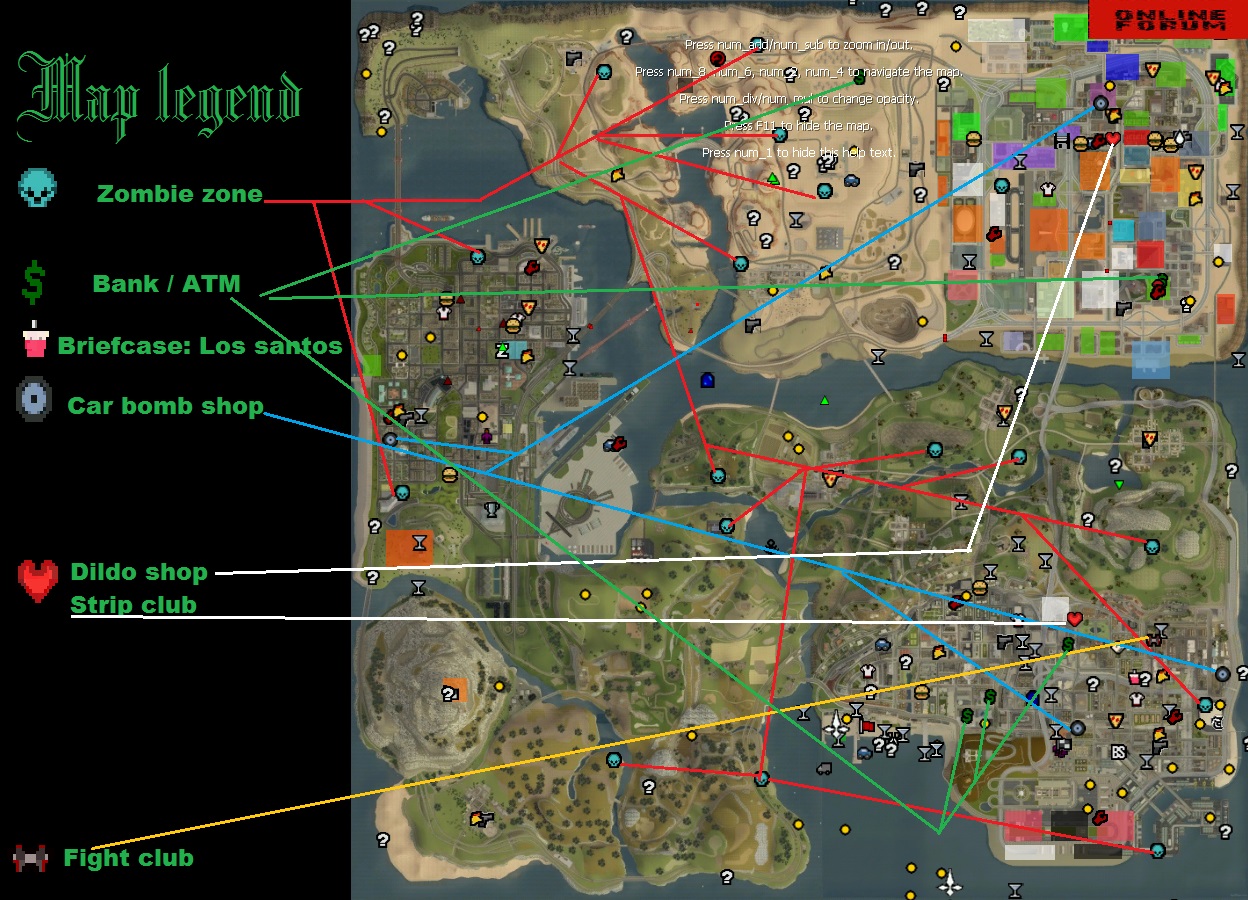 Map legend
Zombie zone
Bank / ATM
Briefcase: Los santos
Car bomb shop
Dildo shop
Strip club
Fight club
ONLINE
FORUM
Press num_add/num_sub to zoom in/out.
Press num_8, num_6, num_2, num_4 to navigate the map.
Press num_div/num_mul to change opacity.
Press F11 to hide the map.
Press num_1 to hide this help text.
Z
BS